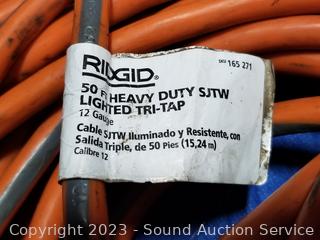 RIDGID®
SKU 165 271
50 Ft HEAVY DUTY SJTW
LIGHTED TRI-TAP
12 Gauge
Cable SJTW, Iluminado y Resistente, con
Salida Triple, de 50 Pies (15,24 m)
Calibre 12
Copyright 2023 - Sound Auction Service